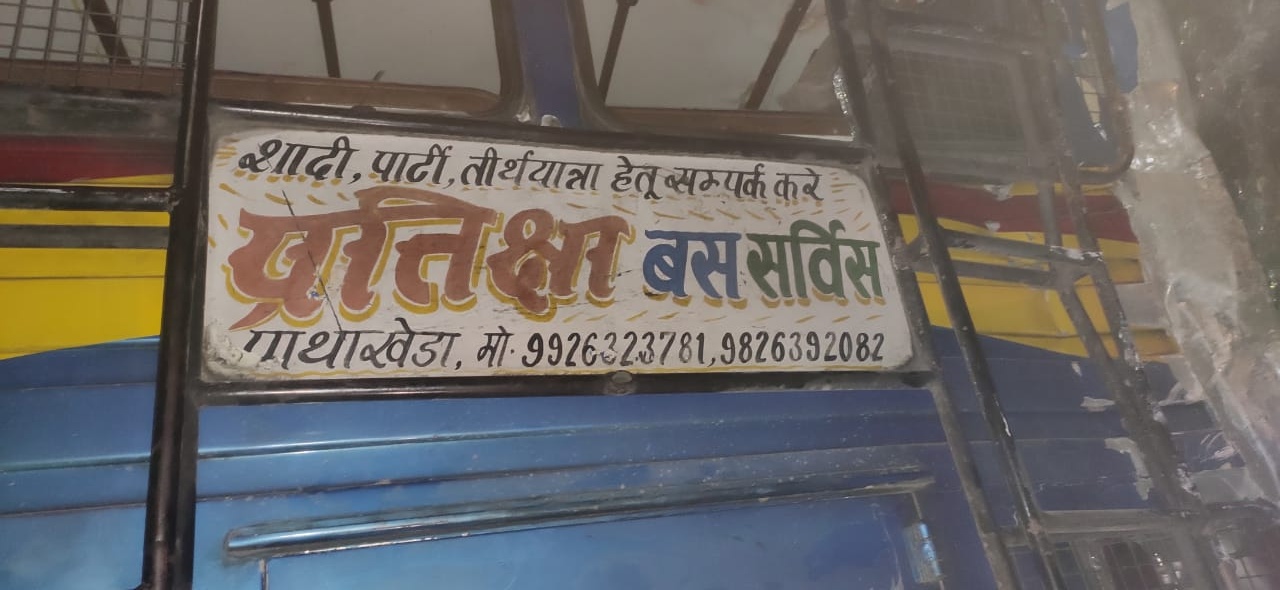 शादी, पार्टी, तीर्थयात्रा हेतू सम्पर्क करे
प्रतिक्षा बस सर्विस
पाथाखेडा, मो. 9926323781, 9826392082